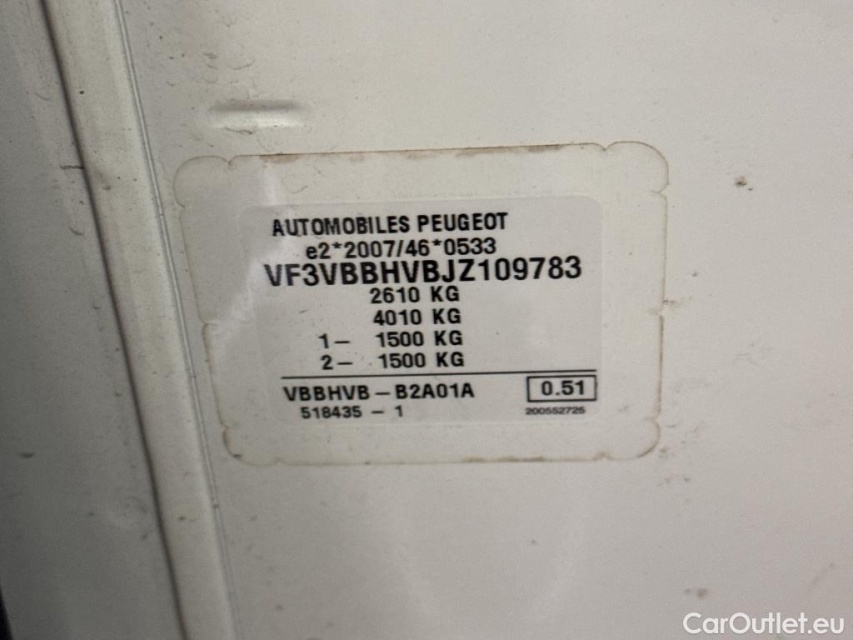 AUTOMOBILES PEUGEOT
e2*2007/46*0533
VF3VBBHVBJZ109783
2610 KG
4010 KG
1- 1500 KG
2- 1500 KG
VBBHVB-B2A01A 0.51
518435-1 200552725
CarOutlet.eu